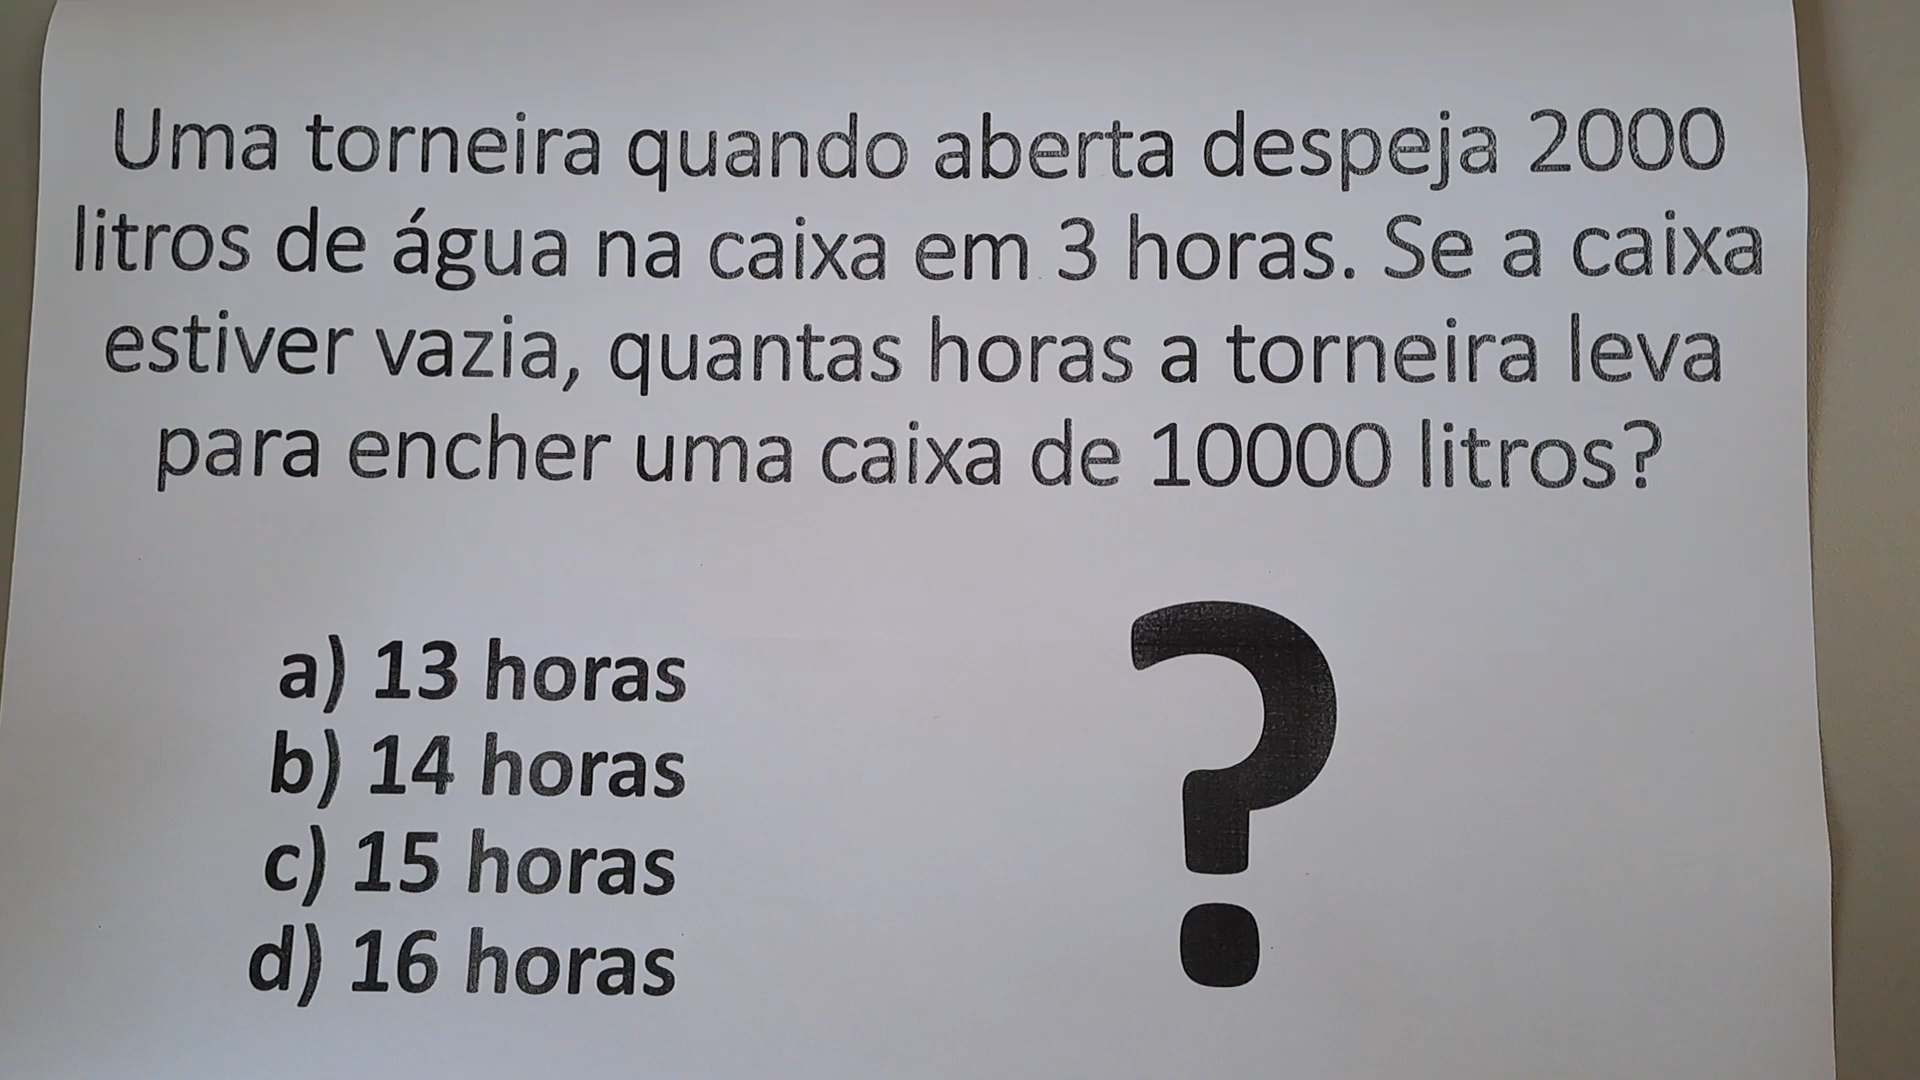 Uma torneira quando aberta despeja 2000
litros de água na caixa em 3 horas. Se a caixa
estiver vazia, quantas horas a torneira leva
para encher uma caixa de 10000 litros?
a) 13 horas
b) 14 horas
c) 15 horas
d) 16 horas
?